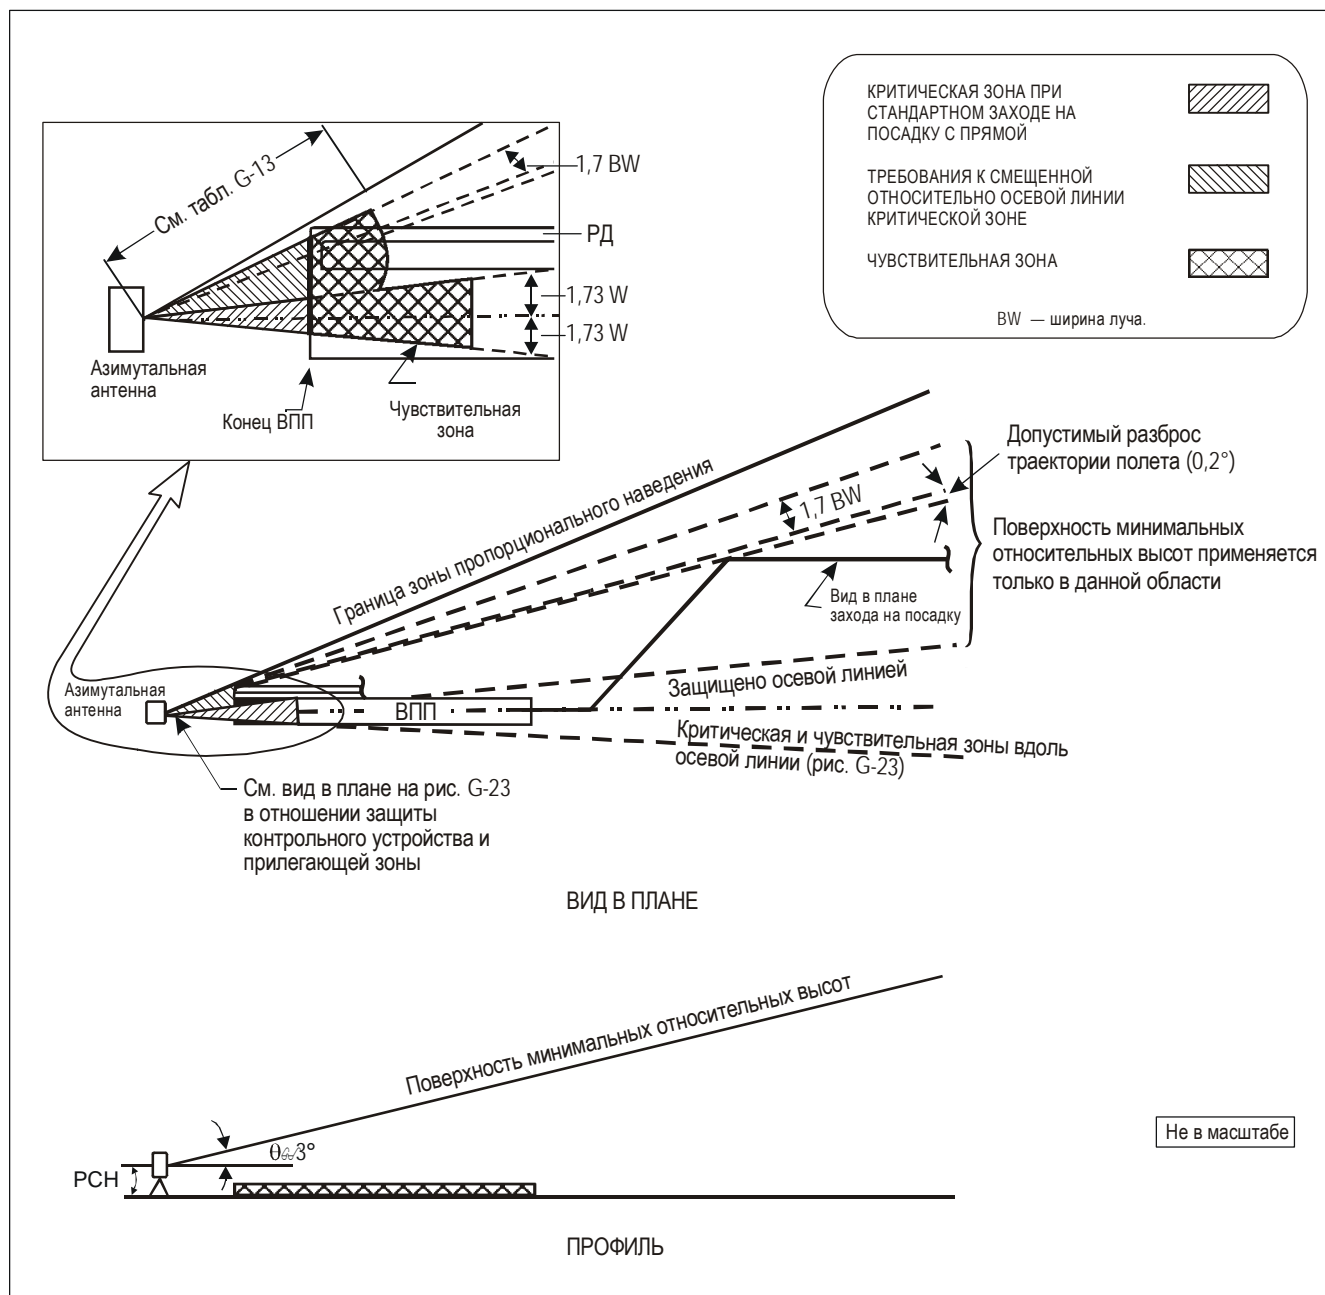 КРИТИЧЕСКАЯ ЗОНА ПРИ
СТАНДАРТНОМ ЗАХОДЕ НА
ПОСАДКУ С ПРЯМОЙ
ТРЕБОВАНИЯ К СМЕЩЕННОЙ
ОТНОСИТЕЛЬНО ОСЕВОЙ ЛИНИИ
КРИТИЧЕСКОЙ ЗОНЕ
ЧУВСТВИТЕЛЬНАЯ ЗОНА
BW — ширина луча.
См. табл. G-13
1,7 BW
РД
1,73 W
1,73 W
Азимутальная
антенна
Конец ВПП
Чувствительная
зона
Допустимый разброс
траектории полета (0,2°)
Граница зоны пропорционального наведения
1,7 BW
Поверхность минимальных
относительных высот применяется
только в данной области
Вид в плане
захода на посадку
Азимутальная
антенна
Защищено осевой линией
ВПП
Критическая и чувствительная зоны вдоль
осевой линии (рис. G-23)
См. вид в плане на рис. G-23
в отношении защиты
контрольного устройства и
прилегающей зоны
ВИД В ПЛАНЕ
Поверхность минимальных относительных высот
Не в масштабе
РСН
ПРОФИЛЬ